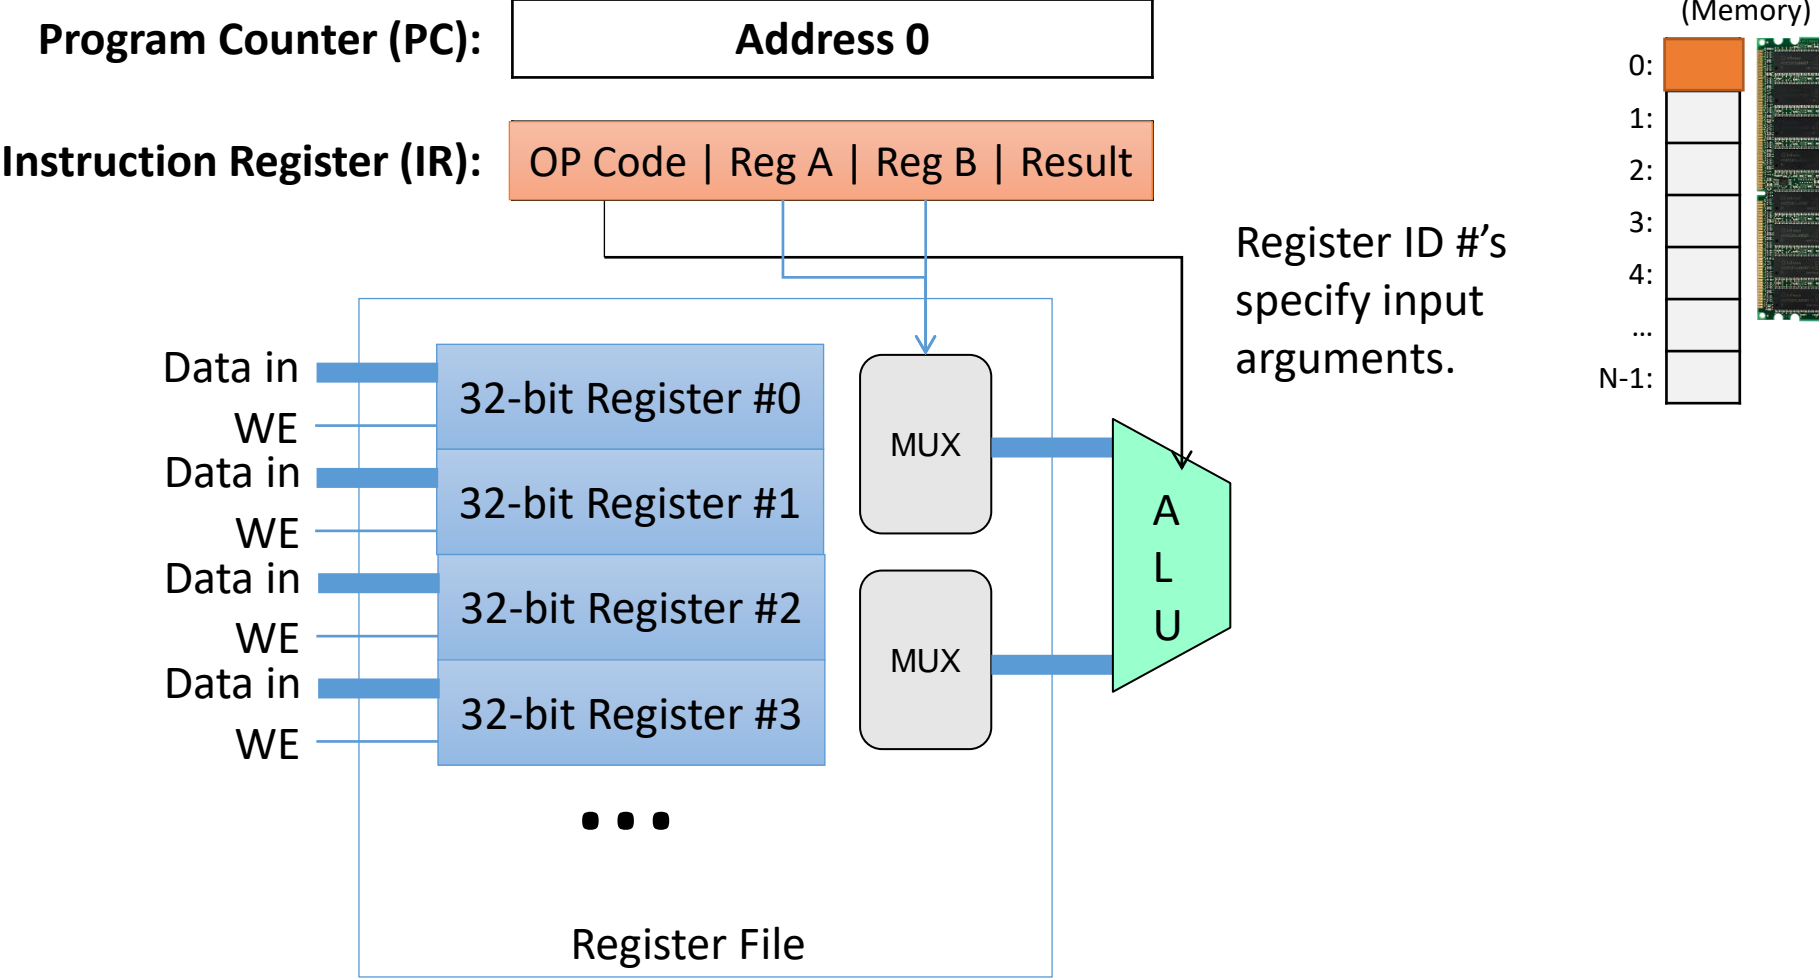 (Memory)
Program Counter (PC):
Address 0
Instruction Register (IR):
OP Code | Reg A | Reg B | Result
0:
1:
2:
3:
4:
...
N-1:
Register ID #’s
specify input
arguments.
Data in
WE
Data in
WE
Data in
WE
Data in
WE
32-bit Register #0
32-bit Register #1
32-bit Register #2
32-bit Register #3
...
MUX
MUX
A
L
U
Register File